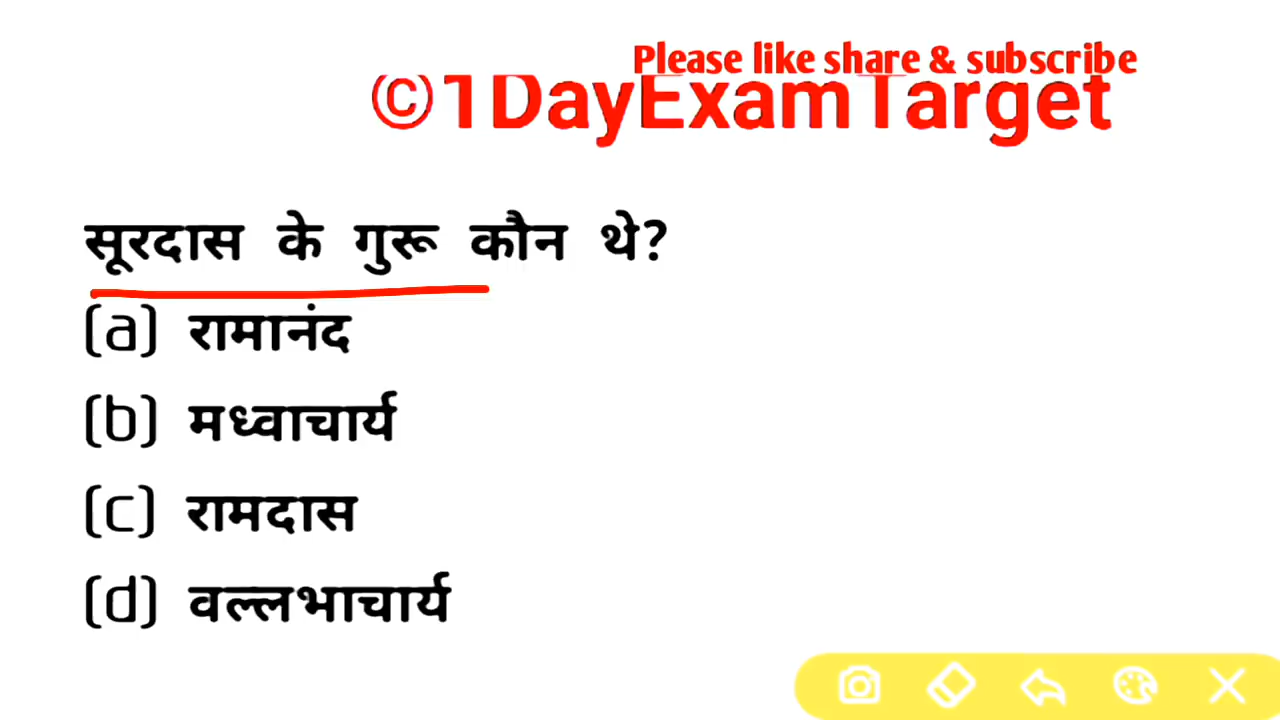 Please like share & subscribe
©1DayExamTarget
सूरदास के गुरू कौन थे?
(a) रामानंद
(b) मध्वाचार्य
(c) रामदास
(d) वल्लभाचार्य